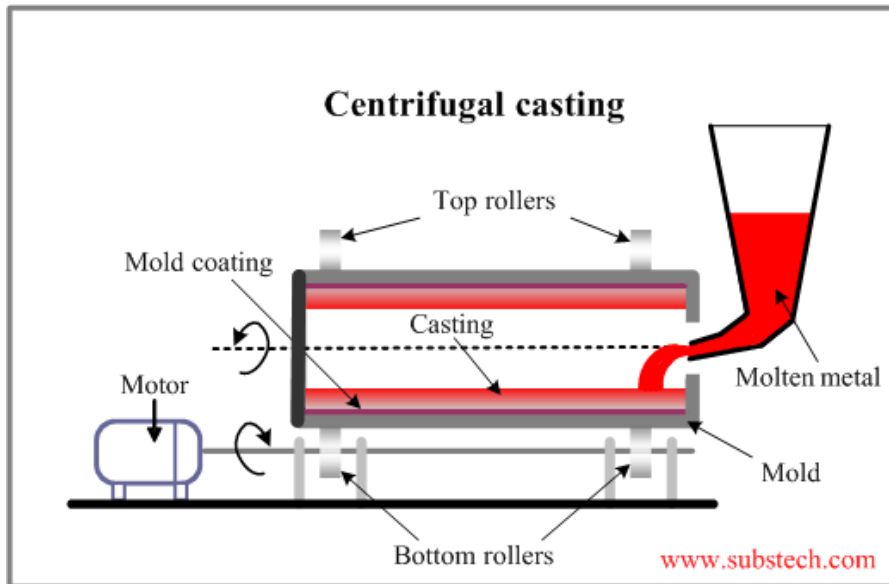 Centrifugal casting
Top rollers
Mold coating
Casting
Molten metal
Motor
Mold
Bottom rollers
www.substech.com